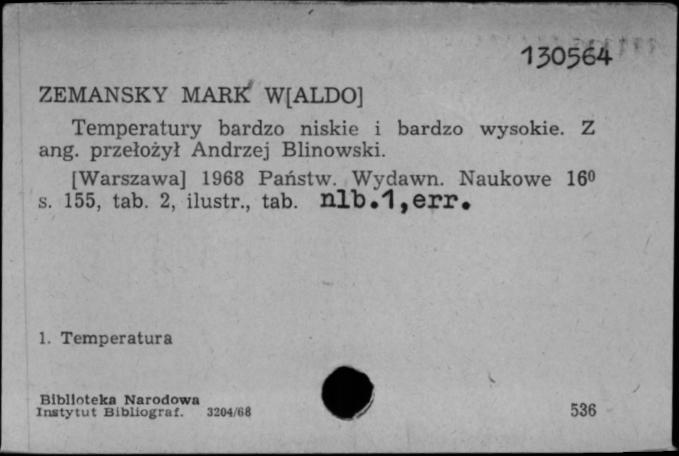 130564
ZEMANSKY MARK W[ALDO]
Temperatury bardzo niskie i bardzo wysokie. Z
ang. przełożył Andrzej Blinowski.
[Warszawa] 1968 Państw. Wydawn. Naukowe 16⁰
s. 155, tab. 2, ilustr., tab. nlb.1,err.
1. Temperatura
Biblioteka Narodowa
Instytut Bibliograf. 3204/68
536